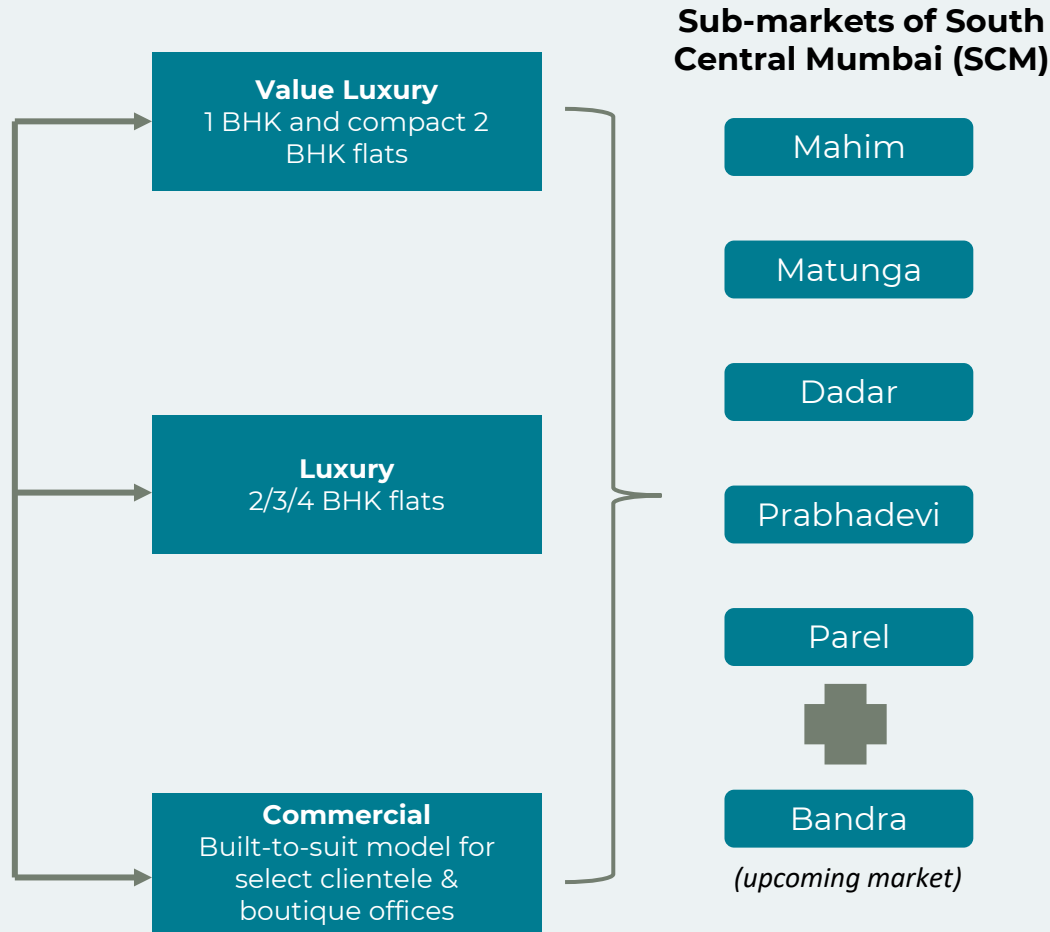 Sub-markets of South
Central Mumbai (SCM)
Value Luxury
1 BHK and compact 2
BHK flats
Luxury
2/3/4 BHK flats
Commercial
Built-to-suit model for
select clientele &
boutique offices
Mahim
Matunga
Dadar
Prabhadevi
Parel
Bandra
(upcoming market)